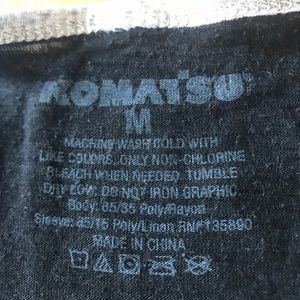 KOMATSU
M
MACHINE WASH COLD WITH
LIKE COLORS, ONLY NON-CHLORINE
BLEACH WHEN NEEDED. TUMBLE
DRY LOW. DO NOT IRON GRAPHIC.
Body: 65/35 Poly/Rayon
Sleeve: 85/15 Poly/Linen RN#135890
MADE IN CHINA